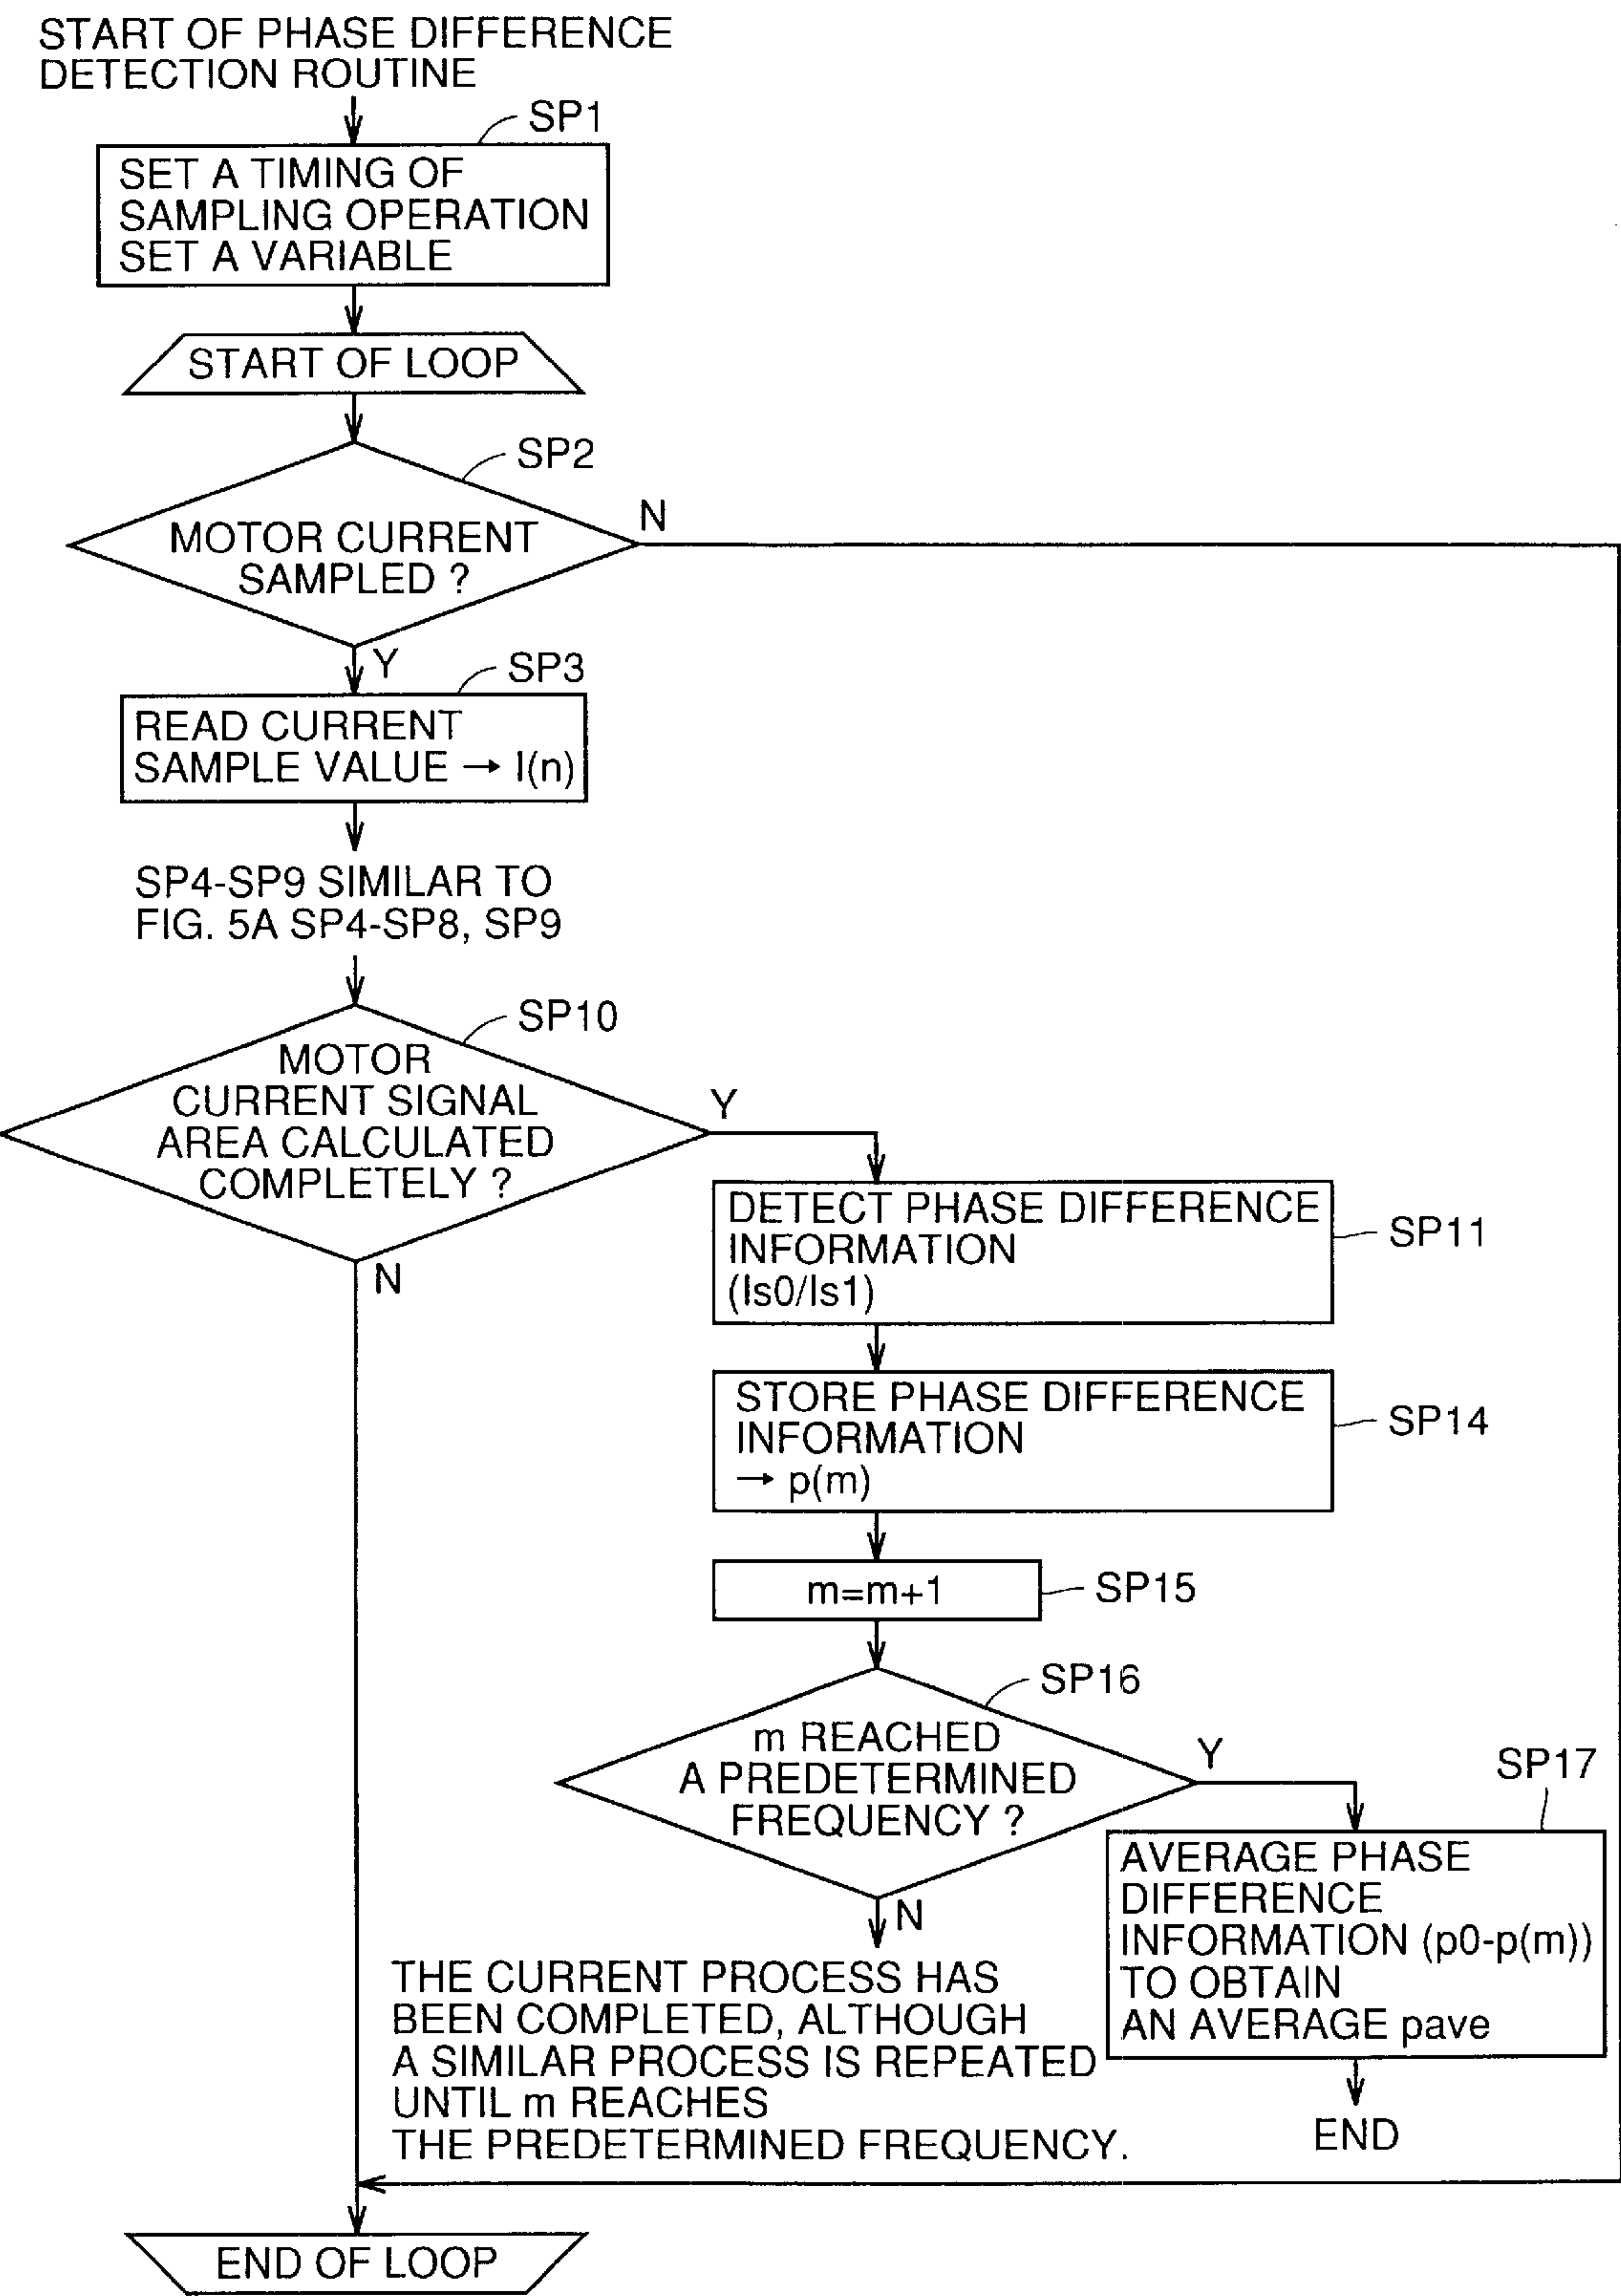 START OF PHASE DIFFERENCE
DETECTION ROUTINE
SP1
SET A TIMING OF
SAMPLING OPERATION
SET A VARIABLE
START OF LOOP
SP2
MOTOR CURRENT
SAMPLED ?
N
Y
SP3
READ CURRENT
SAMPLE VALUE → I(n)
SP4-SP9 SIMILAR TO
FIG. 5A SP4-SP8, SP9
SP10
MOTOR
CURRENT SIGNAL
AREA CALCULATED
COMPLETELY ?
Y
N
DETECT PHASE DIFFERENCE
INFORMATION
(Is0/Is1)
SP11
STORE PHASE DIFFERENCE
INFORMATION
→ p(m)
SP14
m=m+1
SP15
SP16
m REACHED
A PREDETERMINED
FREQUENCY ?
Y
N
SP17
AVERAGE PHASE
DIFFERENCE
INFORMATION (p0-p(m))
TO OBTAIN
AN AVERAGE pave
END
THE CURRENT PROCESS HAS
BEEN COMPLETED, ALTHOUGH
A SIMILAR PROCESS IS REPEATED
UNTIL m REACHES
THE PREDETERMINED FREQUENCY.
END OF LOOP